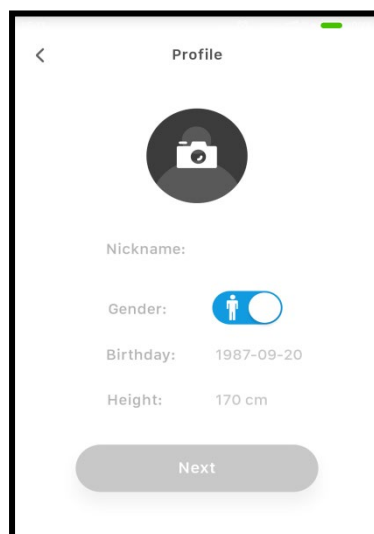 Profile
Nickname:
Gender:
Birthday: 1987-09-20
Height: 170 cm
Next